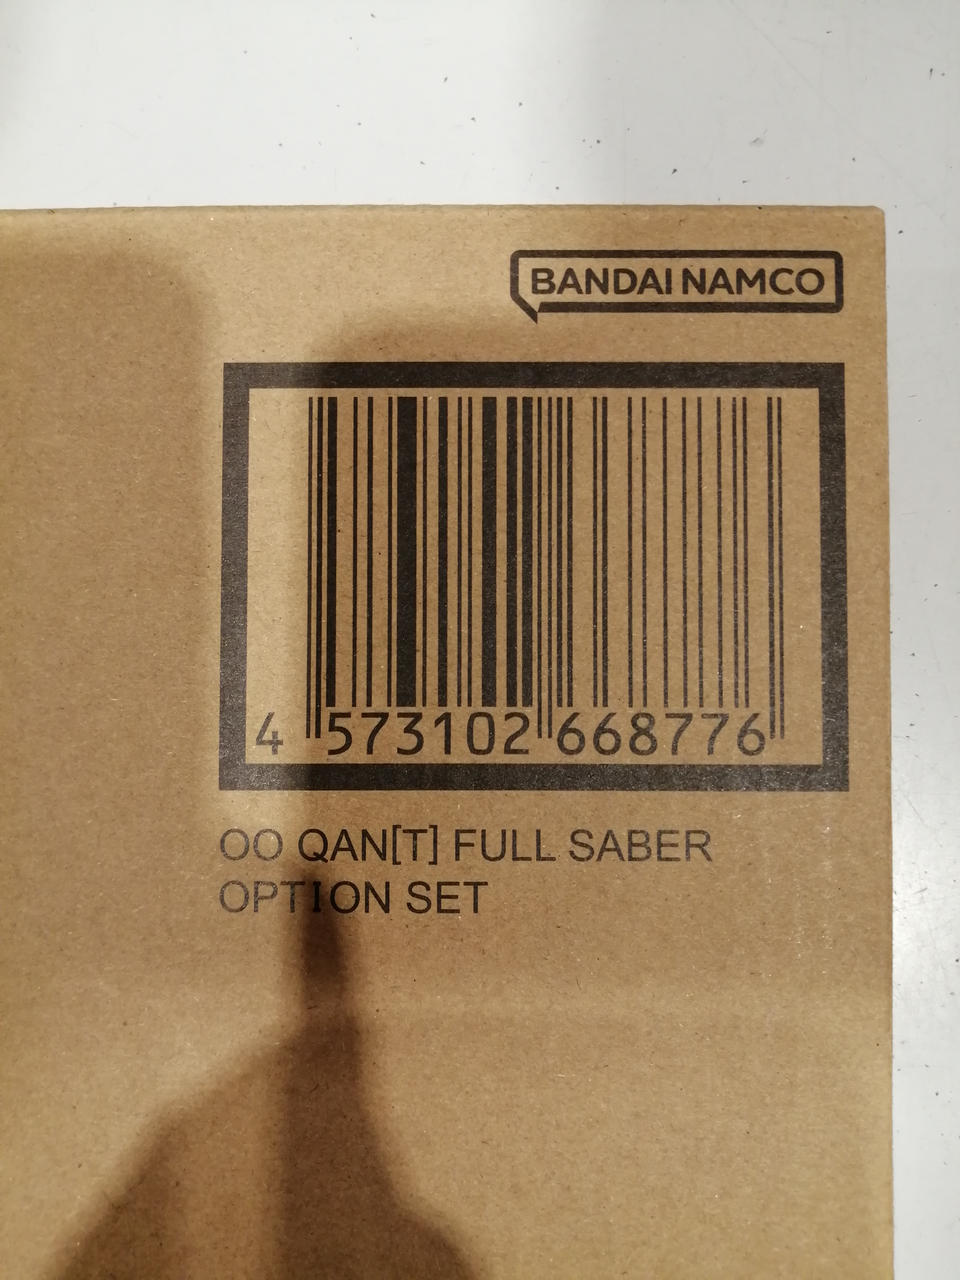 BANDAI NAMCO
4 573102 668776
OO QAN[T] FULL SABER
OPTION SET